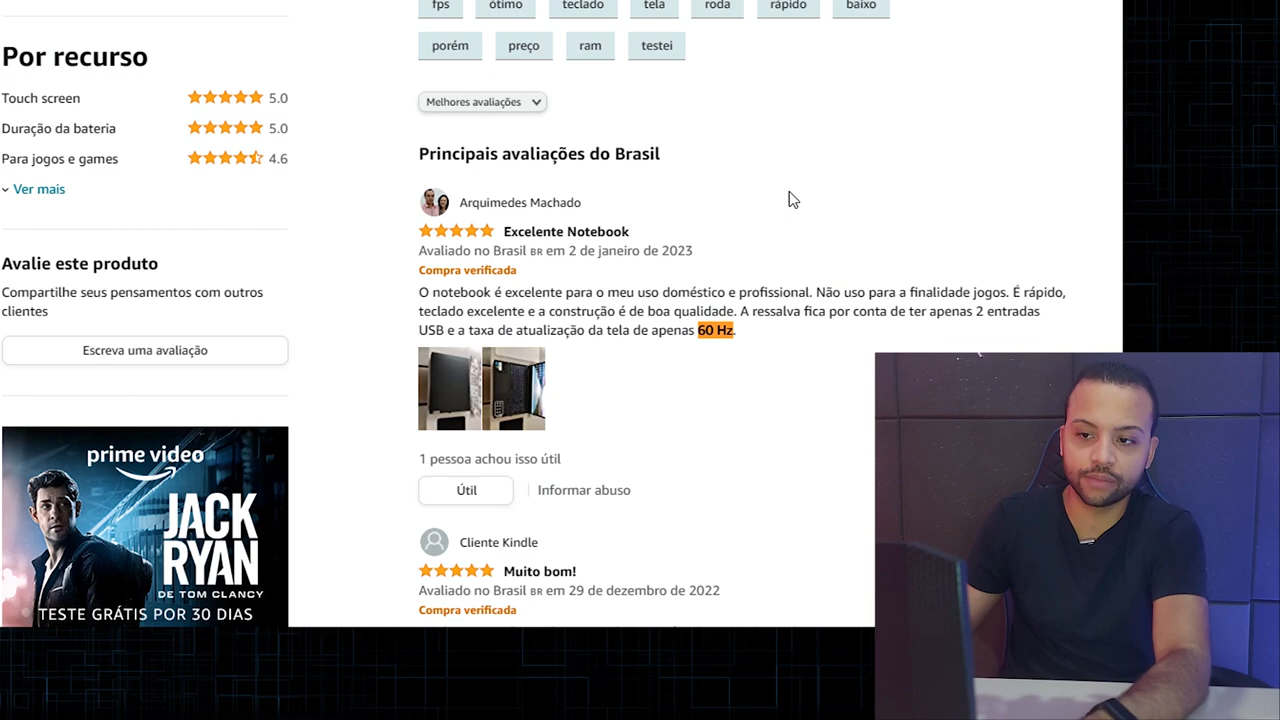 fps ótimo teclado tela roda rápido baixo
porém preço ram testei
Por recurso
Touch screen 5.0
Duração da bateria 5.0
Para jogos e games 4.6
Ver mais
Avalie este produto
Compartilhe seus pensamentos com outros
clientes
Escreva uma avaliação
prime video
JACK
RYAN
DE TOM CLANCY
TESTE GRÁTIS POR 30 DIAS
Melhores avaliações
Principais avaliações do Brasil
Arquimedes Machado
Excelente Notebook
Avaliado no Brasil BR em 2 de janeiro de 2023
Compra verificada
O notebook é excelente para o meu uso doméstico e profissional. Não uso para a finalidade jogos. É rápido,
teclado excelente e a construção é de boa qualidade. A ressalva fica por conta de ter apenas 2 entradas
USB e a taxa de atualização da tela de apenas 60 Hz.
1 pessoa achou isso útil
Útil
Informar abuso
Cliente Kindle
Muito bom!
Avaliado no Brasil BR em 29 de dezembro de 2022
Compra verificada